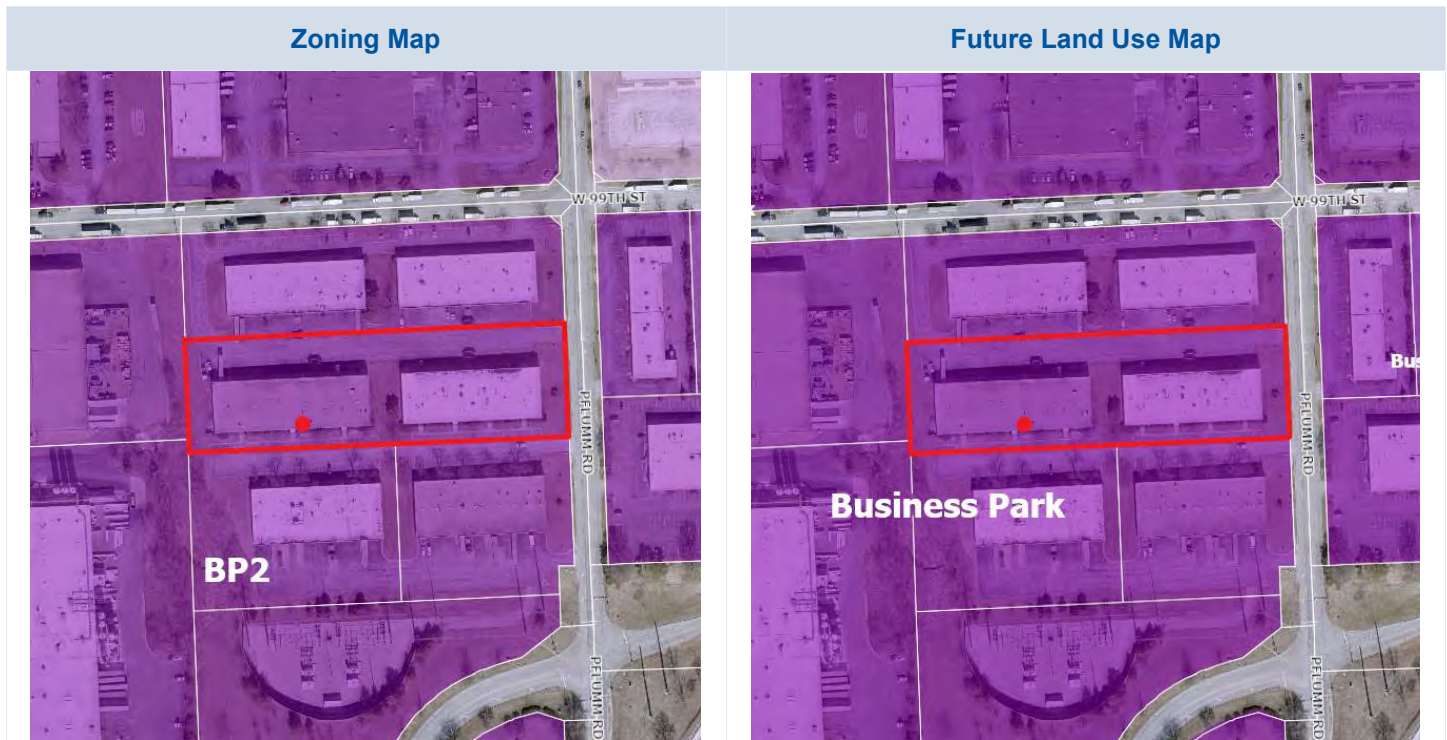 Zoning Map
Future Land Use Map
W 99TH ST
PFLUMM RD
BP2
PFLUMM RD
W 99TH ST
Bus
PFLUMM RD
Business Park
PFLUMM RD